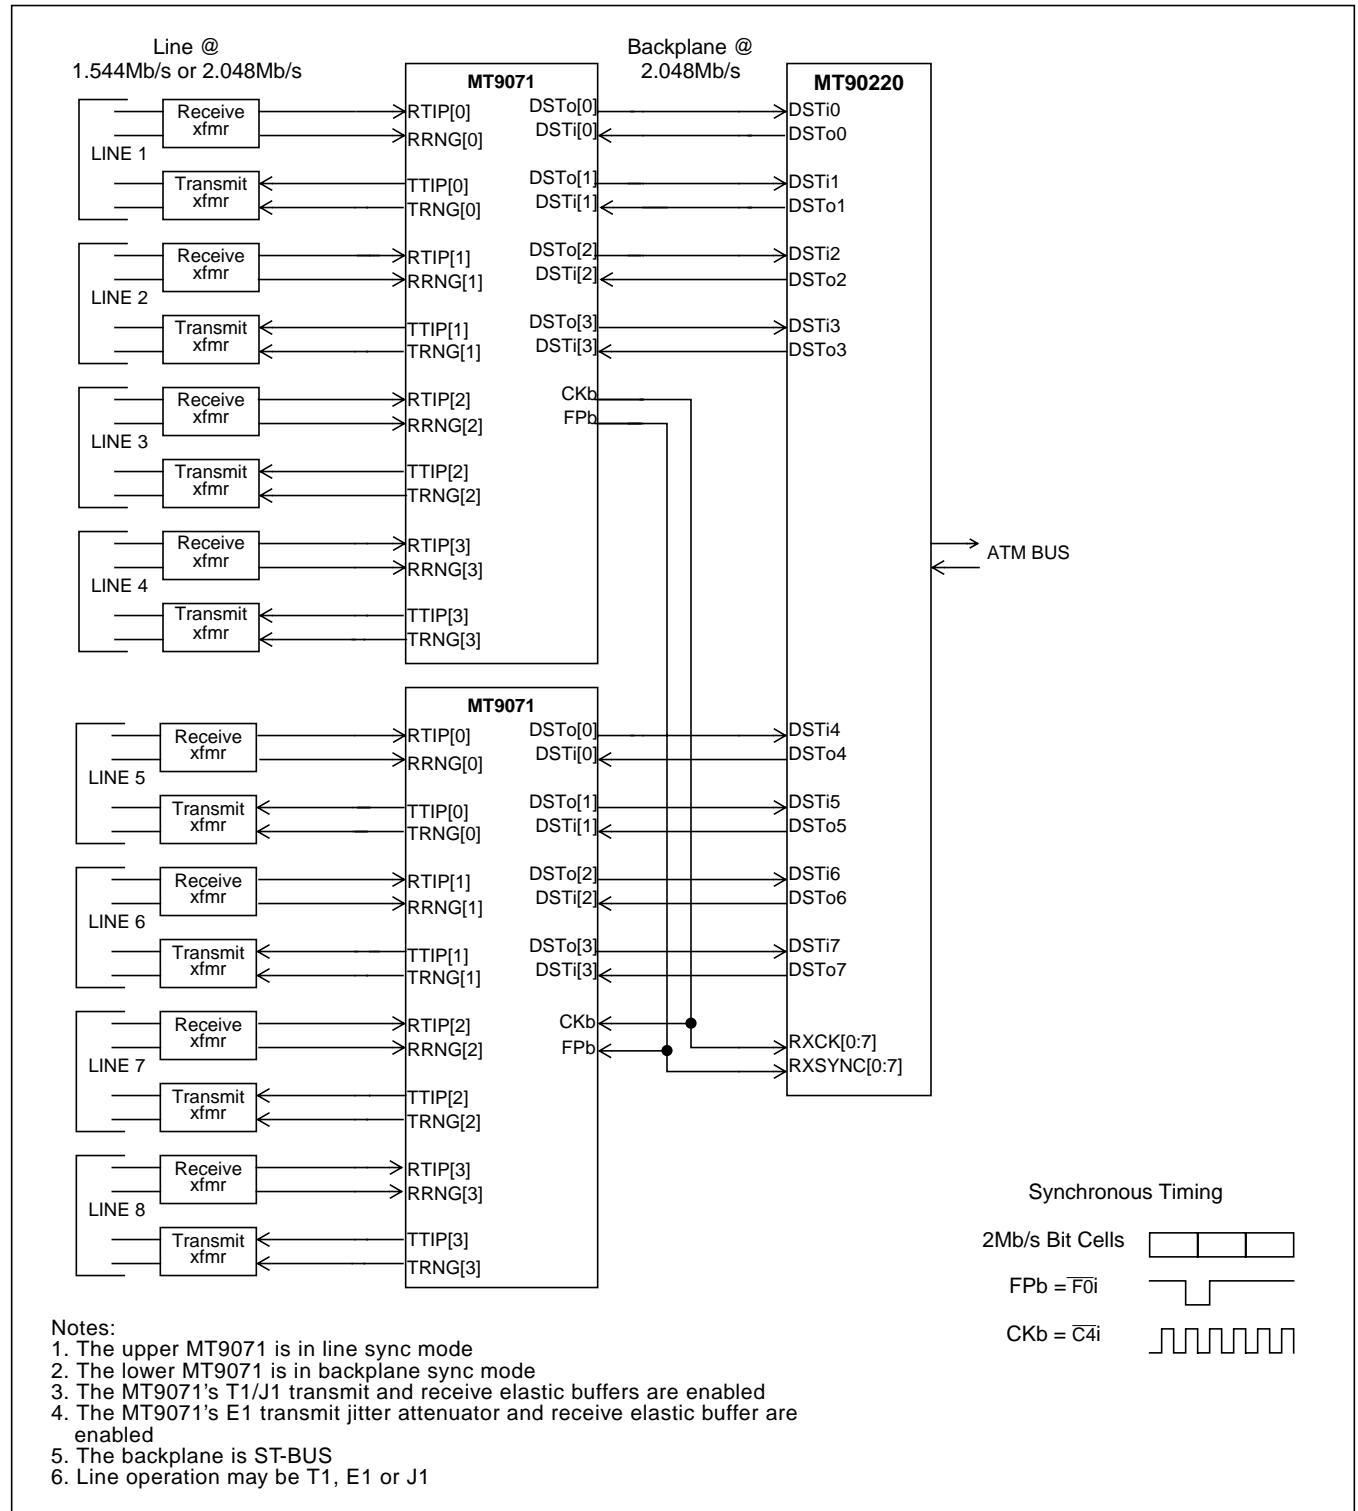 Line @
1.544Mb/s or 2.048Mb/s
Backplane @
2.048Mb/s
MT9071
MT90220
LINE 1
Receive
xfmr
Transmit
xfmr
RTIP[0]
RRNG[0]
TTIP[0]
TRNG[0]
DSTo[0]
DSTi[0]
DSTo[1]
DSTi[1]
DSTi0
DSTo0
DSTi1
DSTo1
LINE 2
Receive
xfmr
Transmit
xfmr
RTIP[1]
RRNG[1]
TTIP[1]
TRNG[1]
DSTo[2]
DSTi[2]
DSTo[3]
DSTi[3]
DSTi2
DSTo2
DSTi3
DSTo3
LINE 3
Receive
xfmr
Transmit
xfmr
RTIP[2]
RRNG[2]
TTIP[2]
TRNG[2]
CKb
FPb
LINE 4
Receive
xfmr
Transmit
xfmr
RTIP[3]
RRNG[3]
TTIP[3]
TRNG[3]
ATM BUS
MT9071
LINE 5
Receive
xfmr
Transmit
xfmr
RTIP[0]
RRNG[0]
TTIP[0]
TRNG[0]
DSTo[0]
DSTi[0]
DSTo[1]
DSTi[1]
DSTi4
DSTo4
DSTi5
DSTo5
LINE 6
Receive
xfmr
Transmit
xfmr
RTIP[1]
RRNG[1]
TTIP[1]
TRNG[1]
DSTo[2]
DSTi[2]
DSTo[3]
DSTi[3]
DSTi6
DSTo6
DSTi7
DSTo7
LINE 7
Receive
xfmr
Transmit
xfmr
RTIP[2]
RRNG[2]
TTIP[2]
TRNG[2]
CKb
FPb
RXCK[0:7]
RXSYNC[0:7]
LINE 8
Receive
xfmr
Transmit
xfmr
RTIP[3]
RRNG[3]
TTIP[3]
TRNG[3]
Synchronous Timing
2Mb/s Bit Cells
FPb = F̅0̅i
CKb = C̅4̅i
Notes:
1. The upper MT9071 is in line sync mode
2. The lower MT9071 is in backplane sync mode
3. The MT9071's T1/J1 transmit and receive elastic buffers are enabled
4. The MT9071's E1 transmit jitter attenuator and receive elastic buffer are
enabled
5. The backplane is ST-BUS
6. Line operation may be T1, E1 or J1